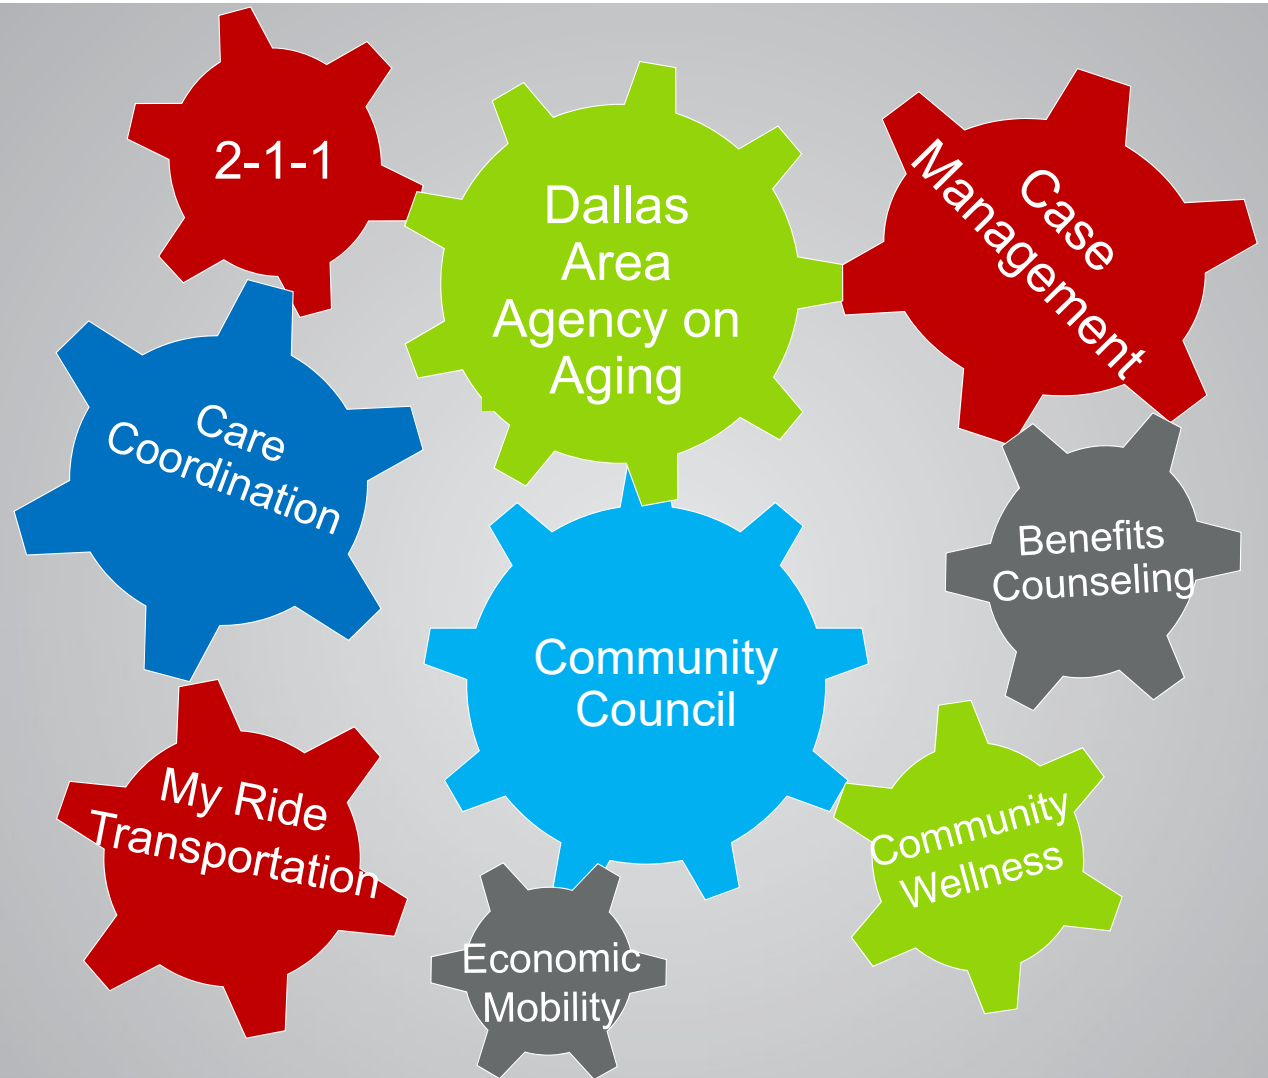 2-1-1
Dallas
Area
Agency on
Aging
Case
Management
Care
Coordination
Benefits
Counseling
Community
Council
My Ride
Transportation
Community
Wellness
Economic
Mobility